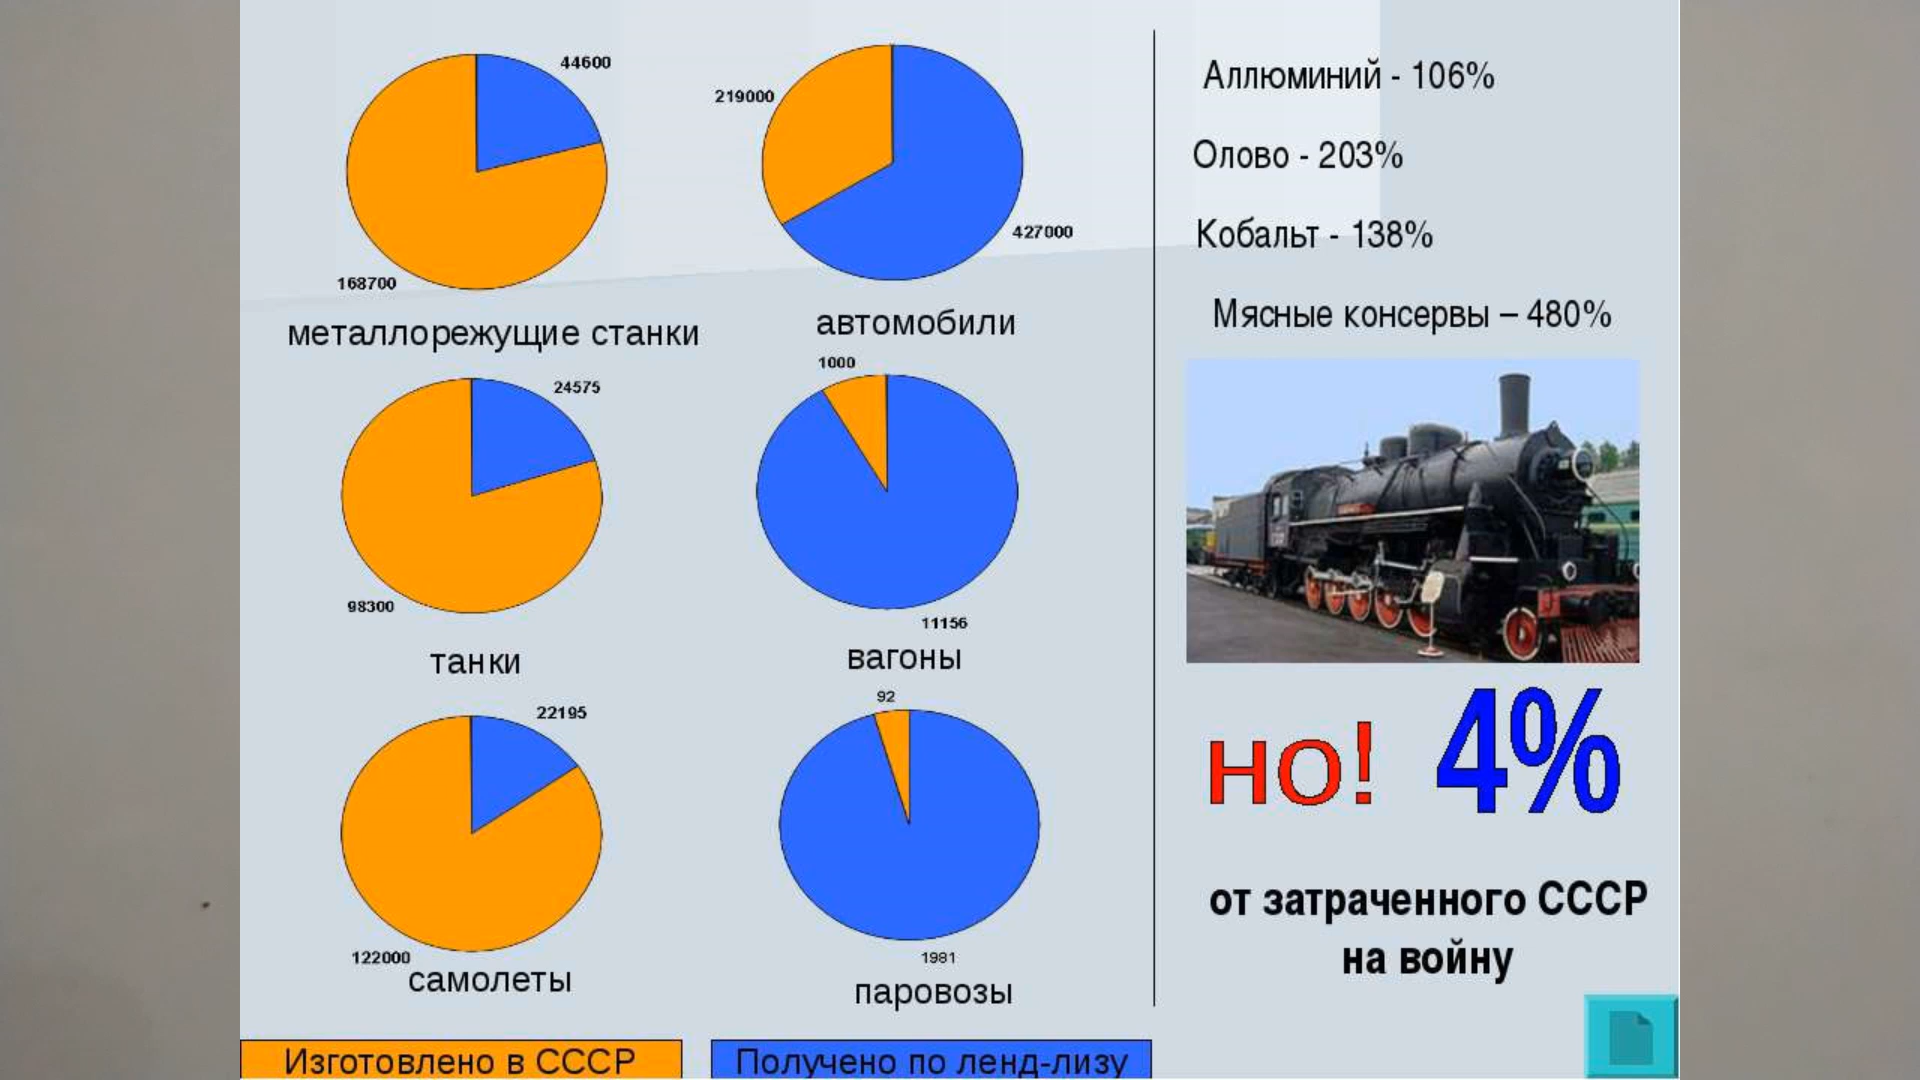 44600
168700
металлорежущие станки
219000
427000
автомобили
24575
98300
танки
1000
11156
вагоны
22195
122000
самолеты
92
1981
паровозы
Изготовлено в СССР
Получено по ленд-лизу
Аллюминий - 106%
Олово - 203%
Кобальт - 138%
Мясные консервы – 480%
но! 4%
от затраченного СССР
на войну